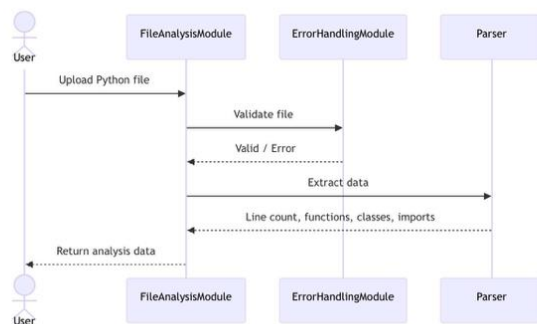 FileAnalysisModule
ErrorHandlingModule
Parser
User
Upload Python file
Validate file
Valid / Error
Extract data
Line count, functions, classes, imports
Return analysis data
FileAnalysisModule
ErrorHandlingModule
Parser
User